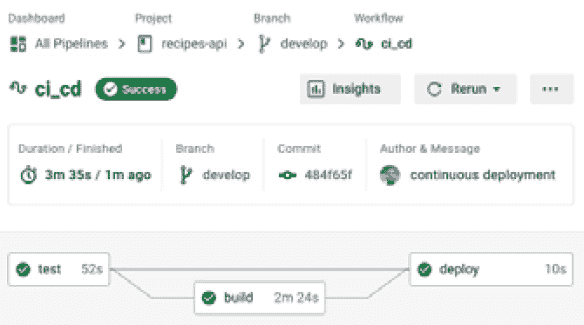 Dashboard Project Branch Workflow
All Pipelines > recipes-api > develop > ci_cd
ci_cd Success Insights Rerun ...
Duration / Finished Branch Commit Author & Message
3m 35s / 1m ago develop 484f65f continuous deployment
test 52s deploy 10s
build 2m 24s